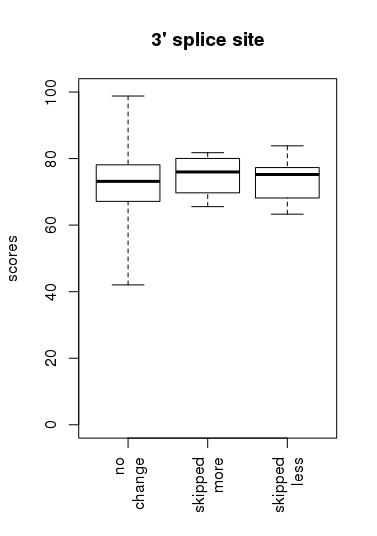 3' splice site
scores
100
80
60
40
20
0
no
change
skipped
more
skipped
less